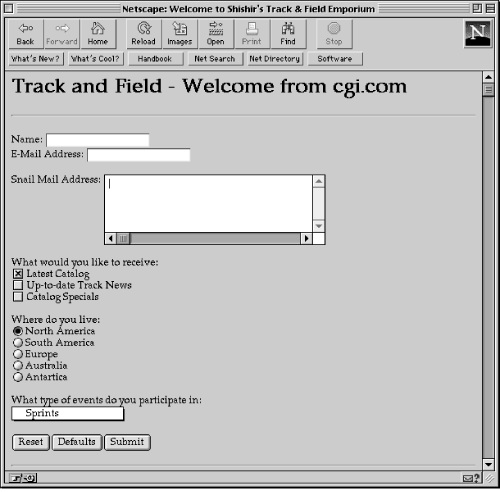 Netscape: Welcome to Shishir's Track & Field Emporium
Back Forward Home Reload Images Open Print Find Stop
N
What's New? What's Cool? Handbook Net Search Net Directory Software
Track and Field - Welcome from cgi.com
Name:
E-Mail Address:
Snail Mail Address:
What would you like to receive:
Latest Catalog
Up-to-date Track News
Catalog Specials
Where do you live:
North America
South America
Europe
Australia
Antartica
What type of events do you participate in:
Sprints
Reset Defaults Submit
?